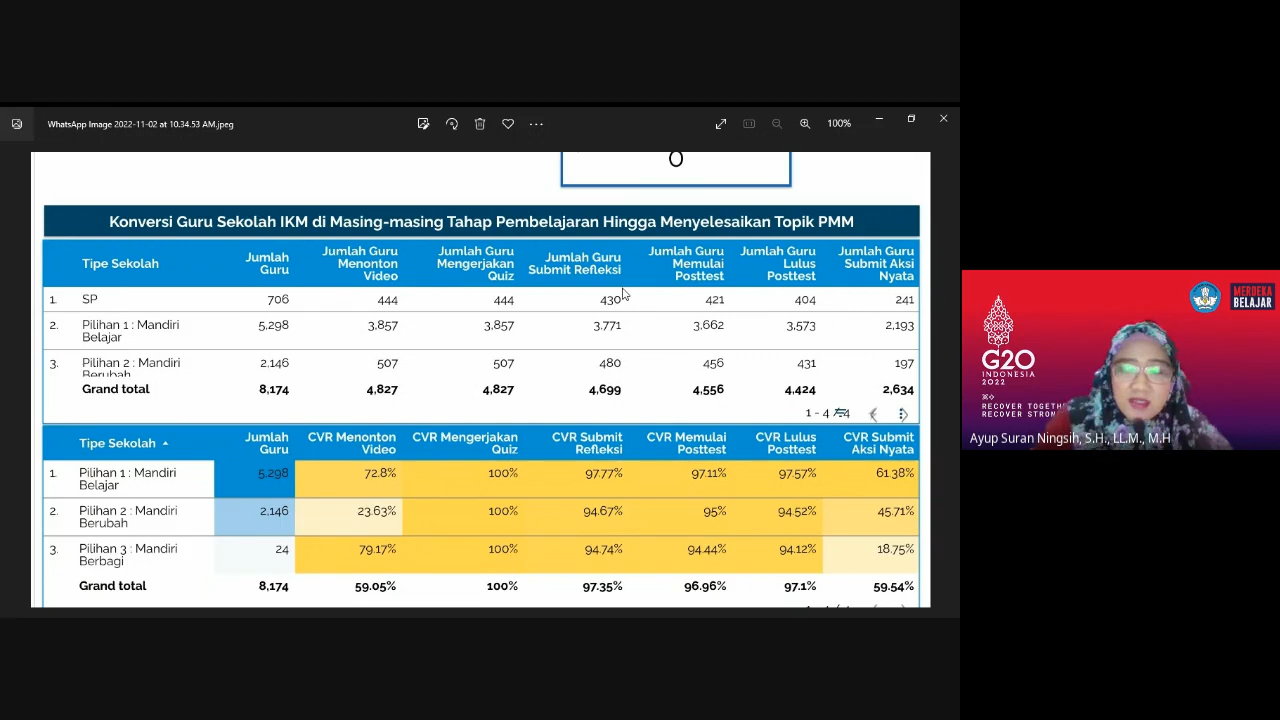 WhatsApp Image 2022-11-02 at 10.34.53 AM.jpeg
100%
0
Konversi Guru Sekolah IKM di Masing-masing Tahap Pembelajaran Hingga Menyelesaikan Topik PMM
Tipe Sekolah Jumlah Guru Jumlah Guru Menonton Video Jumlah Guru Mengerjakan Quiz Jumlah Guru Submit Refleksi Jumlah Guru Memulai Posttest Jumlah Guru Lulus Posttest Jumlah Guru Submit Aksi Nyata
1. SP 706 444 444 430 421 404 241
2. Pilihan 1 : Mandiri Belajar 5,298 3,857 3,857 3,771 3,662 3,573 2,193
3. Pilihan 2 : Mandiri Berubah 2,146 507 507 480 456 431 197
Grand total 8,174 4,827 4,827 4,699 4,556 4,424 2,634
1 - 4 / 4
Tipe Sekolah Jumlah Guru CVR Menonton Video CVR Mengerjakan Quiz CVR Submit Refleksi CVR Memulai Posttest CVR Lulus Posttest CVR Submit Aksi Nyata
1. Pilihan 1 : Mandiri Belajar 5,298 72.8% 100% 97.77% 97.11% 97.57% 61.38%
2. Pilihan 2 : Mandiri Berubah 2,146 23.63% 100% 94.67% 95% 94.52% 45.71%
3. Pilihan 3 : Mandiri Berbagi 24 79.17% 100% 94.74% 94.44% 94.12% 18.75%
Grand total 8,174 59.05% 100% 97.35% 96.96% 97.1% 59.54%
MERDEKA
BELAJAR
G20
INDONESIA
2022
RECOVER TOGETH
RECOVER STRON
Ayup Suran Ningsih, S.H., LL.M., M.H